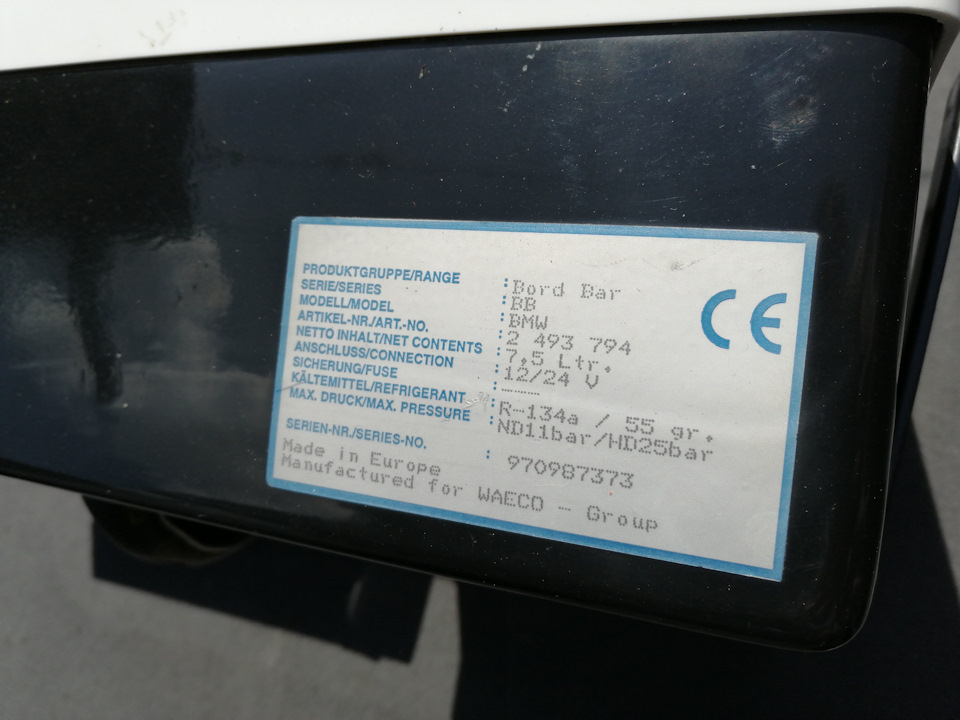 CE
PRODUKTGRUPPE/RANGE : Bord Bar
SERIE/SERIES : BB
MODELL/MODEL : BMW
ARTIKEL-NR./ART.-NO. : 2 493 794
NETTO INHALT/NET CONTENTS : 7,5 Ltr.
ANSCHLUSS/CONNECTION : 12/24 V
SICHERUNG/FUSE : -------
KÄLTEMITTEL/REFRIGERANT : R-134a / 55 gr.
MAX. DRUCK/MAX. PRESSURE : ND11bar/HD25bar
SERIEN-NR./SERIES-NO. : 970987373
Made in Europe
Manufactured for WAECO - Group